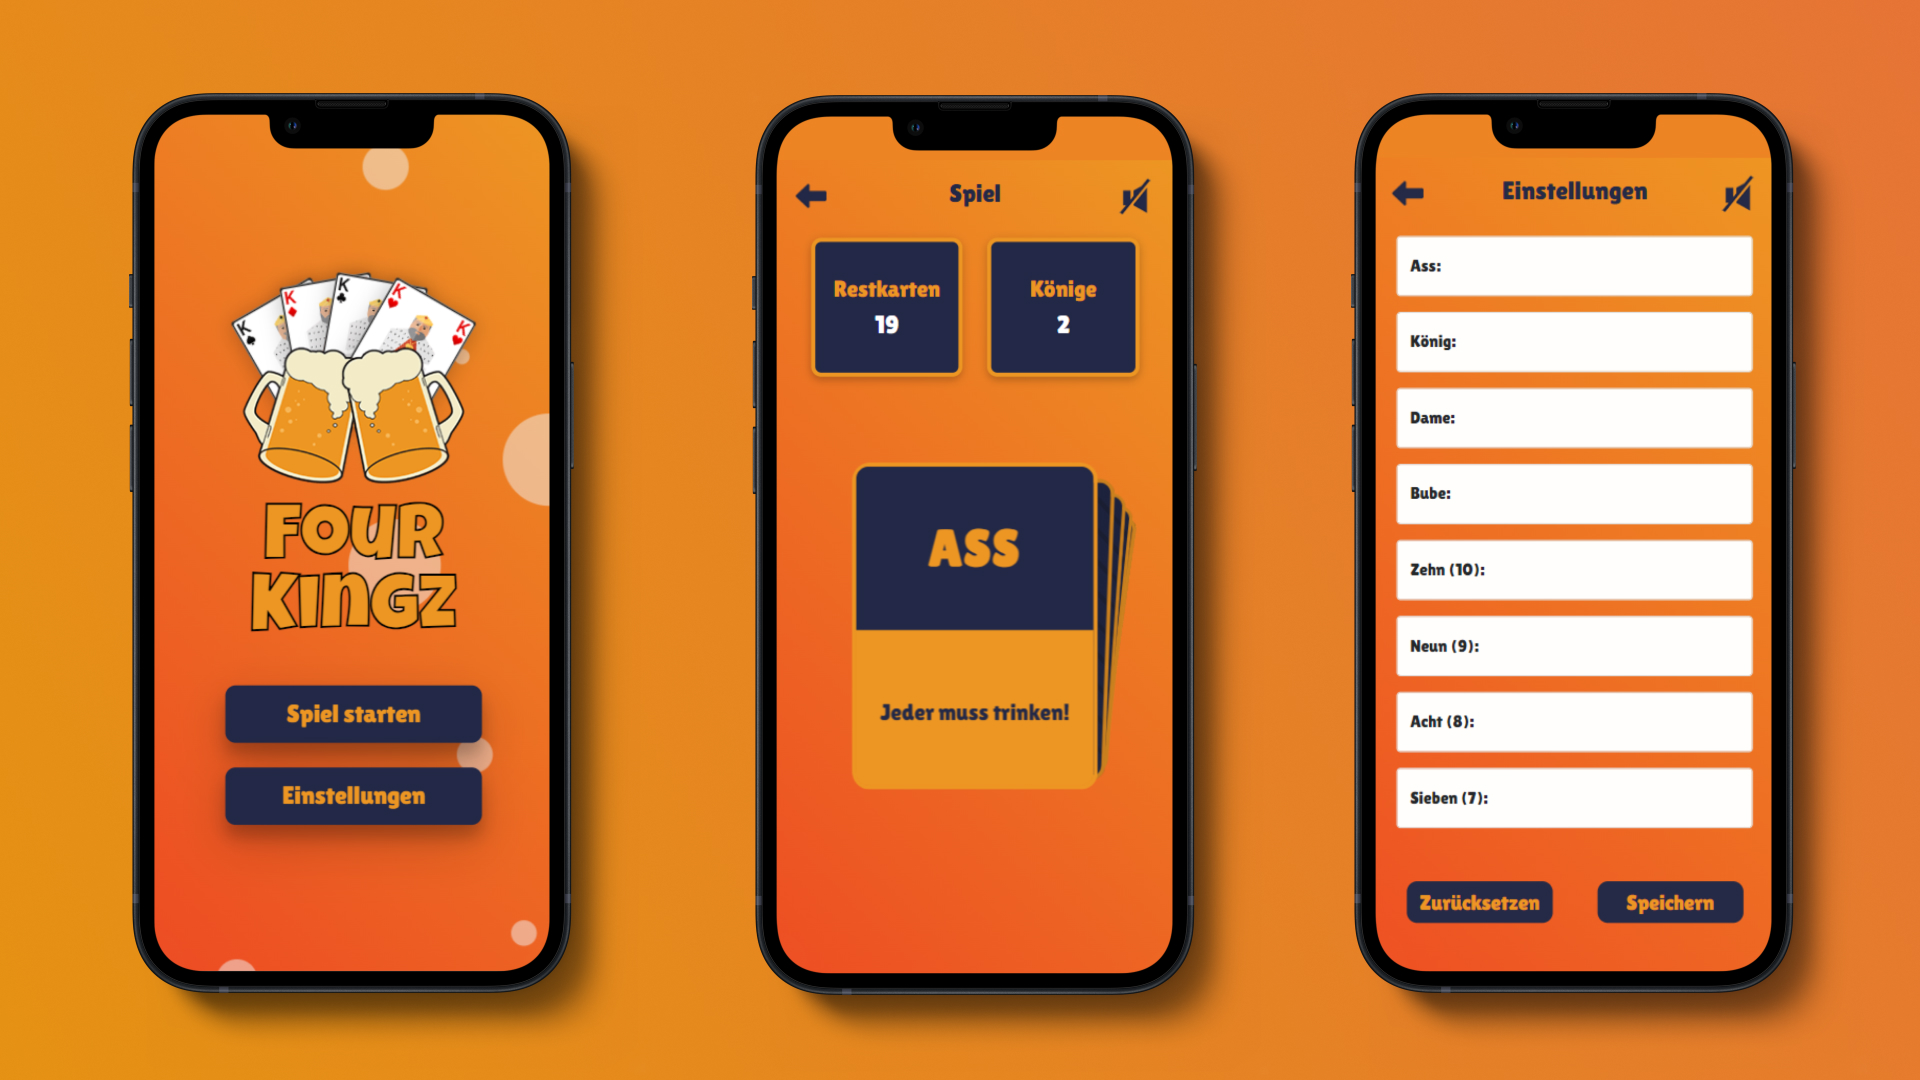 K
K
K
K
K
FOUR
KINGZ
Spiel starten
Einstellungen
Spiel
Restkarten
19
Könige
2
ASS
Jeder muss trinken!
Einstellungen
Ass:
König:
Dame:
Bube:
Zehn (10):
Neun (9):
Acht (8):
Sieben (7):
Zurücksetzen
Speichern